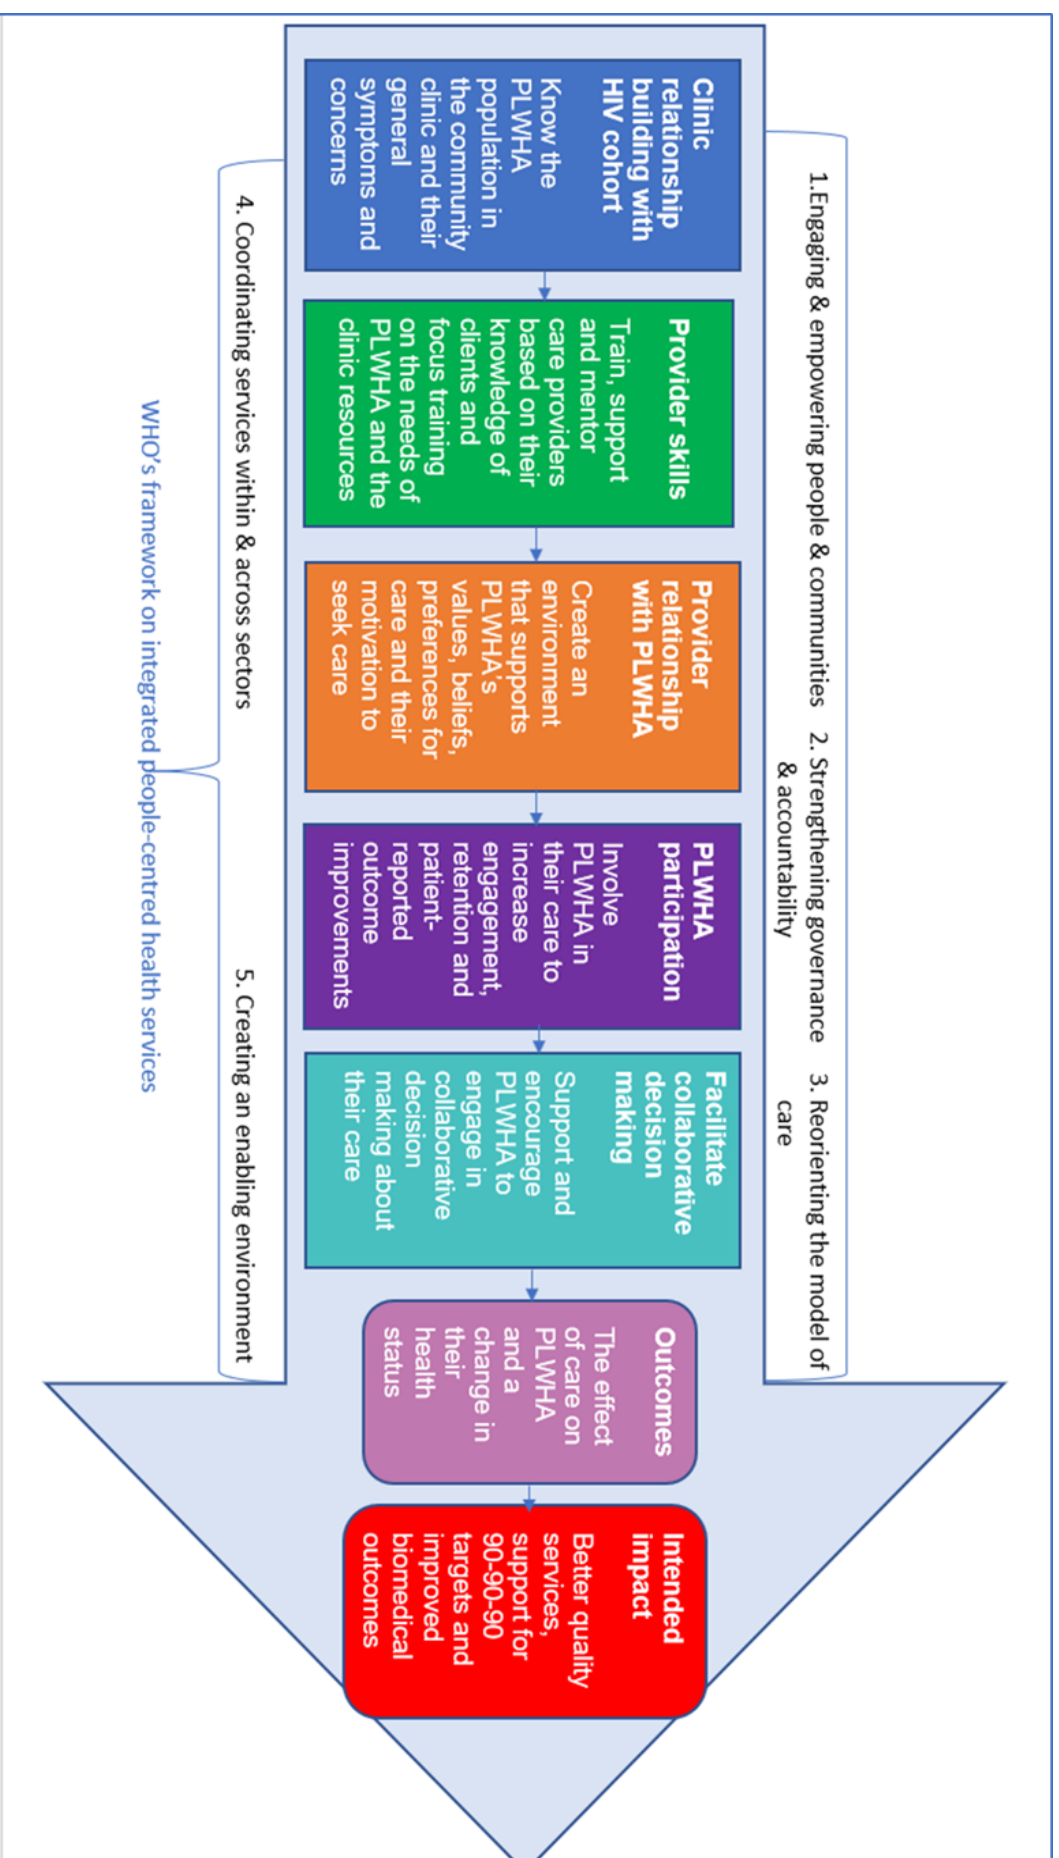 1.Engaging & empowering people & communities
2. Strengthening governance
& accountability
3. Reorienting the model of
care
Clinic
relationship
building with
HIV cohort
Know the
PLWHA
population in
the community
clinic and their
general
symptoms and
concerns
Provider skills
Train, support
and mentor
care providers
based on their
knowledge of
clients and
focus training
on the needs of
PLWHA and the
clinic resources
Provider
relationship
with PLWHA
Create an
environment
that supports
PLWHA's
values, beliefs,
preferences for
care and their
motivation to
seek care
PLWHA
participation
Involve
PLWHA in
their care to
increase
engagement,
retention and
patient-
reported
outcome
improvements
Facilitate
collaborative
decision
making
Support and
encourage
PLWHA to
engage in
collaborative
decision
making about
their care
Outcomes
The effect
of care on
PLWHA
and a
change in
their
health
status
Intended
impact
Better quality
services,
support for
90-90-90
targets and
improved
biomedical
outcomes
4. Coordinating services within & across sectors
5. Creating an enabling environment
WHO's framework on integrated people-centred health services